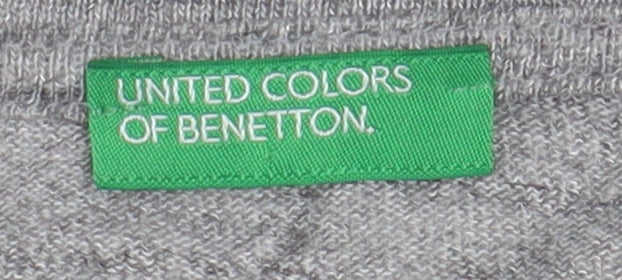 UNITED COLORS
OF BENETTON.